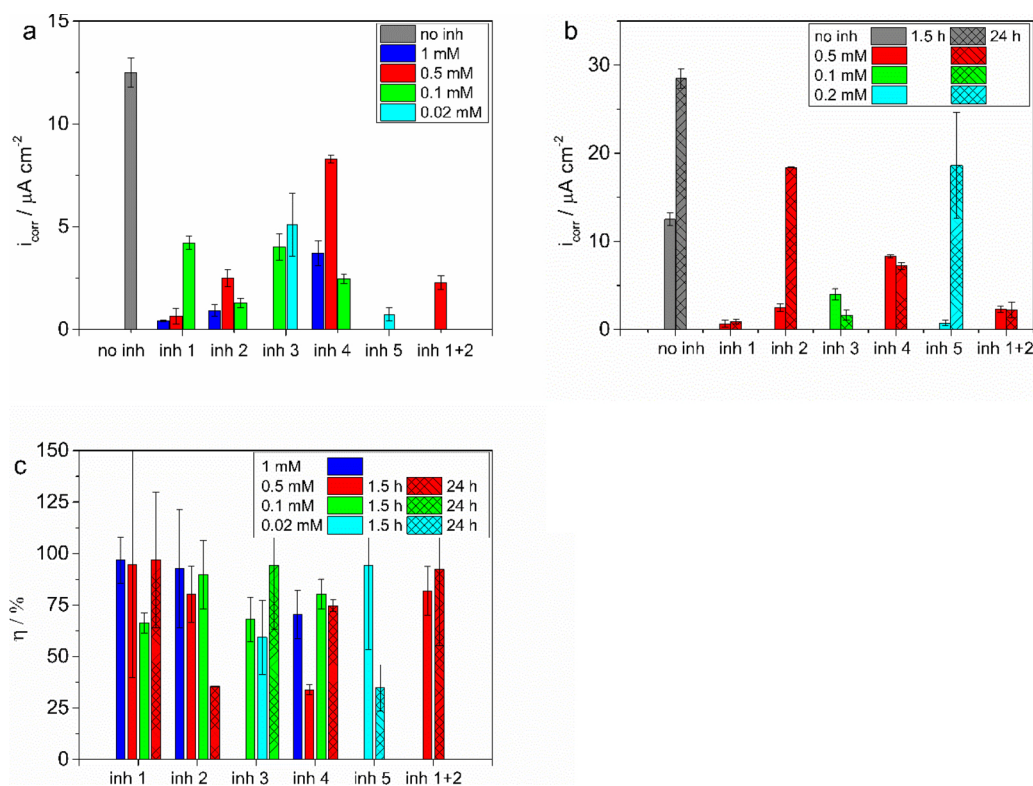 a
15
10
5
0
i_corr / μA cm⁻²
no inh
1 mM
0.5 mM
0.1 mM
0.02 mM
no inh inh 1 inh 2 inh 3 inh 4 inh 5 inh 1+2
b
30
20
10
0
i_corr / μA cm⁻²
no inh 1.5 h 24 h
0.5 mM
0.1 mM
0.2 mM
no inh inh 1 inh 2 inh 3 inh 4 inh 5 inh 1+2
c
150
125
100
75
50
25
0
η / %
1 mM
0.5 mM 1.5 h 24 h
0.1 mM 1.5 h 24 h
0.02 mM 1.5 h 24 h
inh 1 inh 2 inh 3 inh 4 inh 5 inh 1+2